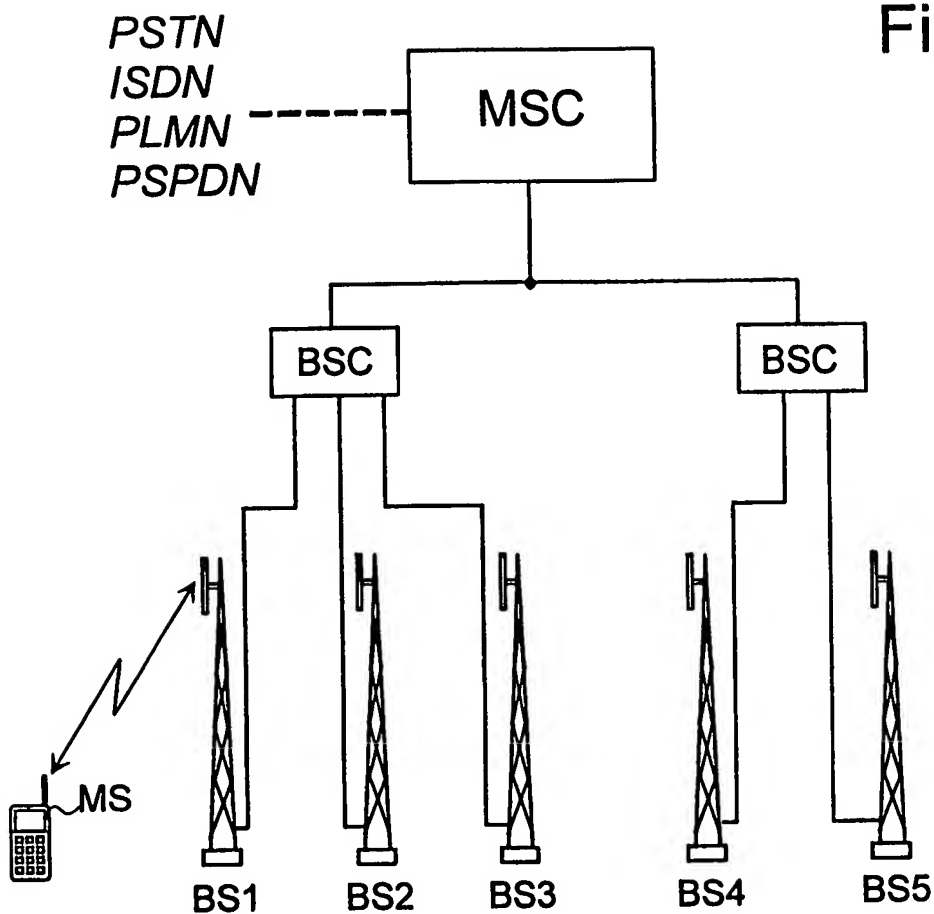 Fi
PSTN
ISDN
PLMN
PSPDN
MSC
BSC
BSC
MS
BS1
BS2
BS3
BS4
BS5